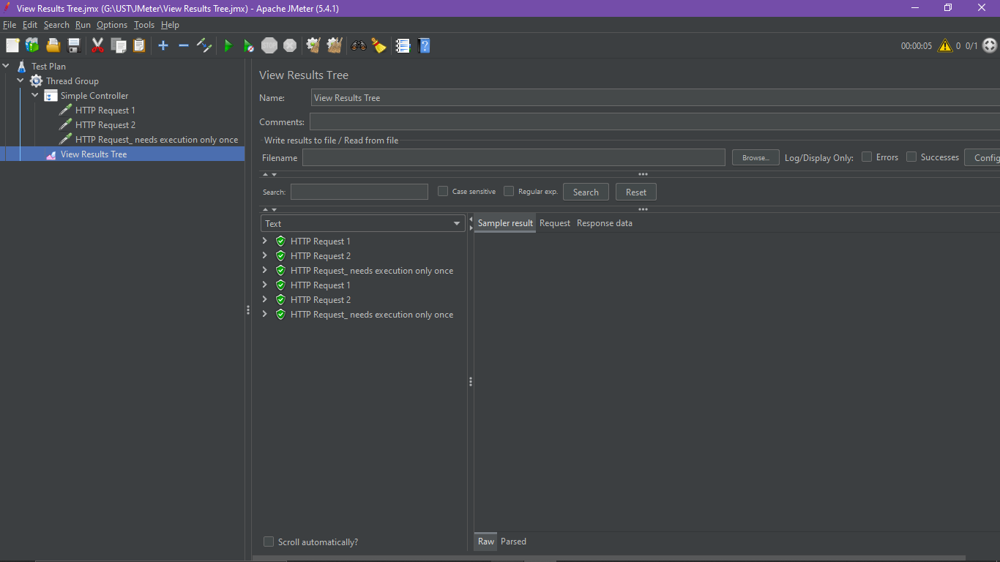 View Results Tree.jmx (G:\UST\JMeter\View Results Tree.jmx) - Apache JMeter (5.4.1)
File Edit Search Run Options Tools Help
STOP
00:00:05 0 0/1
Test Plan
Thread Group
Simple Controller
HTTP Request 1
HTTP Request 2
HTTP Request_ needs execution only once
View Results Tree
View Results Tree
Name: View Results Tree
Comments:
Write results to file / Read from file
Filename Browse... Log/Display Only: Errors Successes Config
Search: Case sensitive Regular exp. Search Reset
Text
HTTP Request 1
HTTP Request 2
HTTP Request_ needs execution only once
HTTP Request 1
HTTP Request 2
HTTP Request_ needs execution only once
Scroll automatically?
Sampler result Request Response data
Raw Parsed